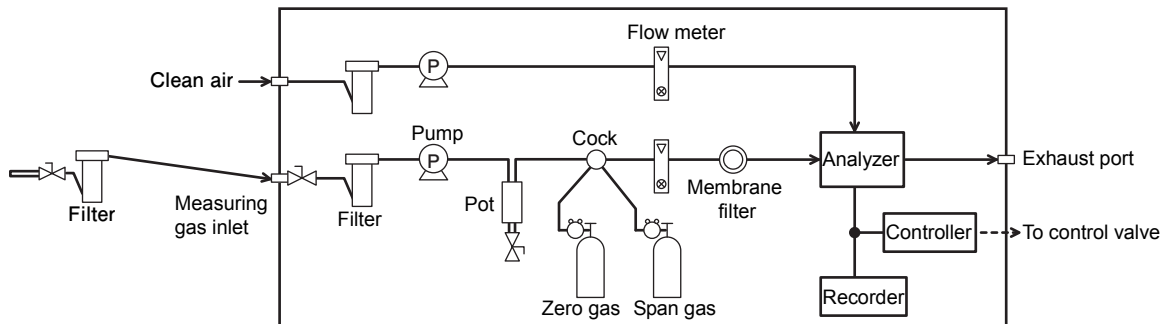 Flow meter
Clean air
P
Pump
P
Cock
Analyzer
Exhaust port
Filter
Measuring
gas inlet
Filter
Pot
Membrane
filter
Controller
To control valve
Zero gas
Span gas
Recorder